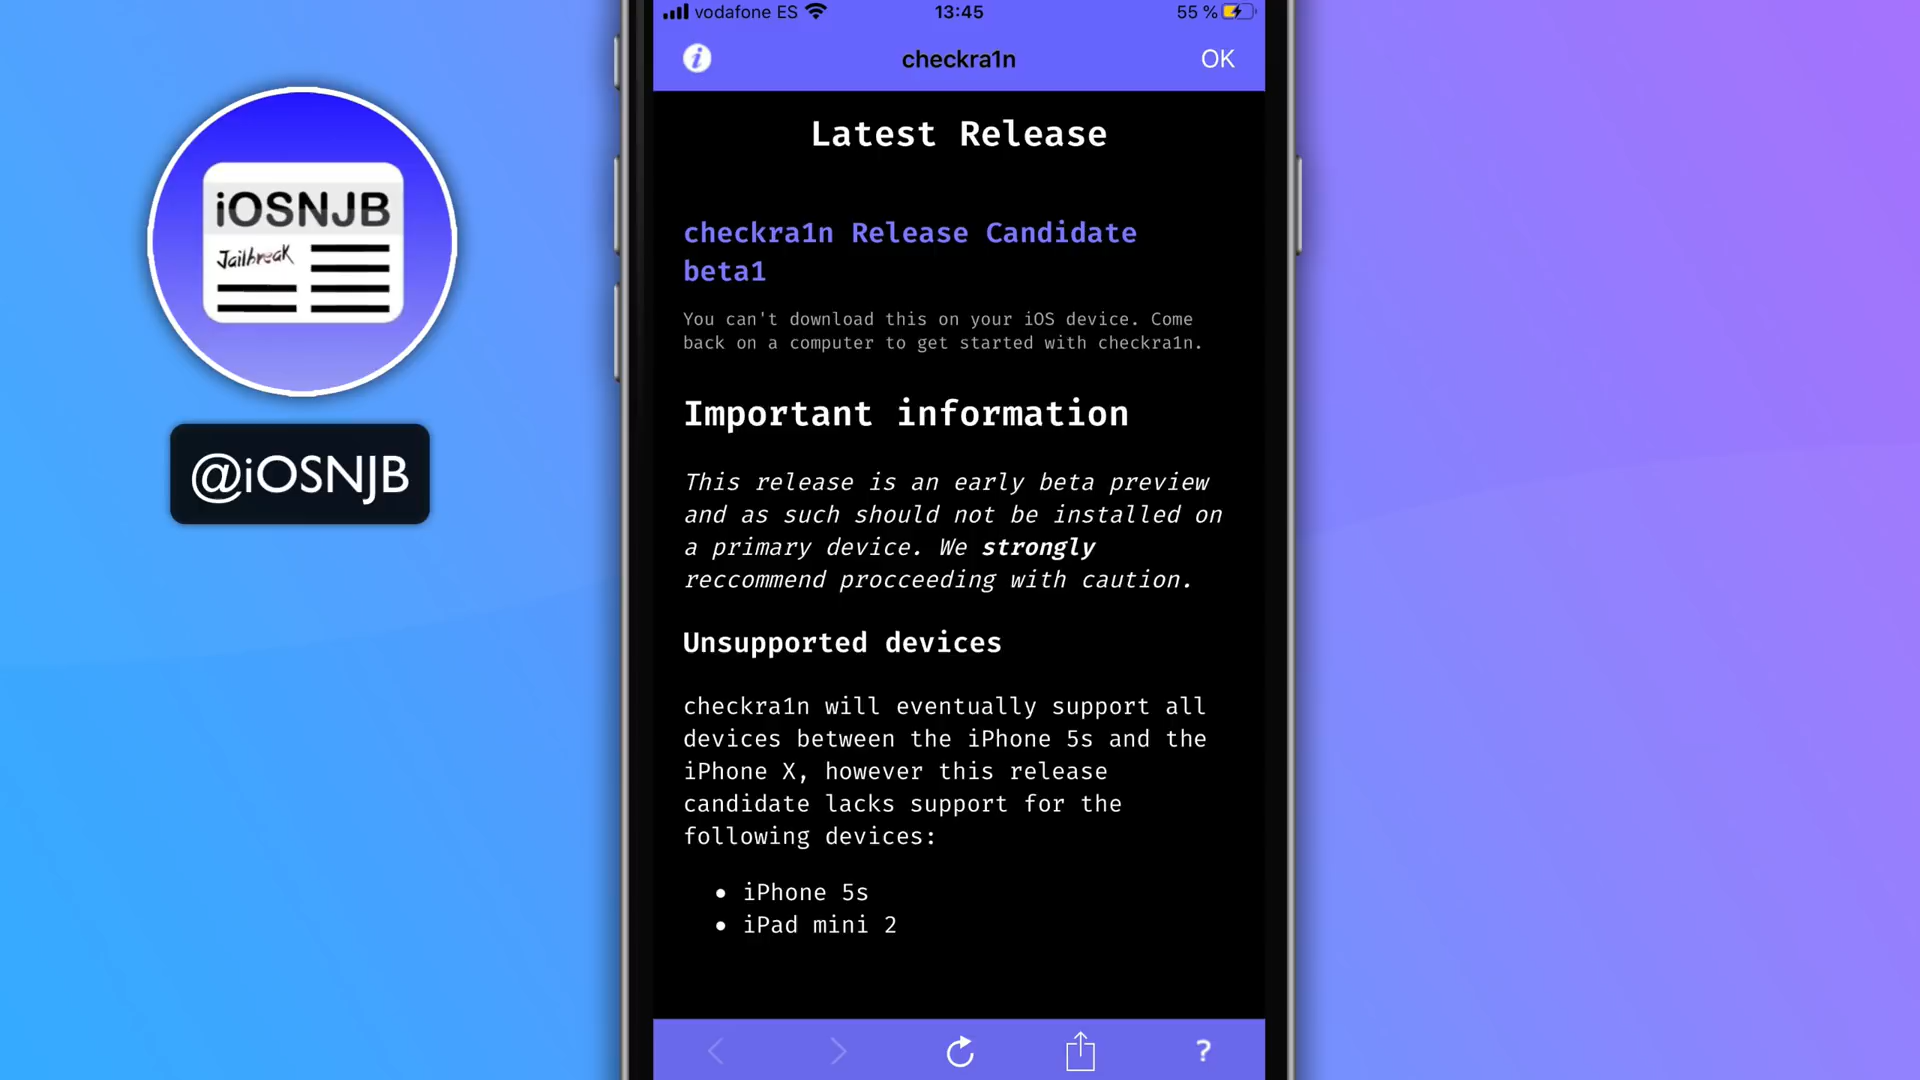 iOSNJB
Jailbreak
@iOSNJB
vodafone ES
13:45
55 %
checkra1n
OK
Latest Release
checkra1n Release Candidate
beta1
You can't download this on your iOS device. Come
back on a computer to get started with checkra1n.
Important information
This release is an early beta preview
and as such should not be installed on
a primary device. We strongly
reccommend procceeding with caution.
Unsupported devices
checkra1n will eventually support all
devices between the iPhone 5s and the
iPhone X, however this release
candidate lacks support for the
following devices:
• iPhone 5s
• iPad mini 2
?